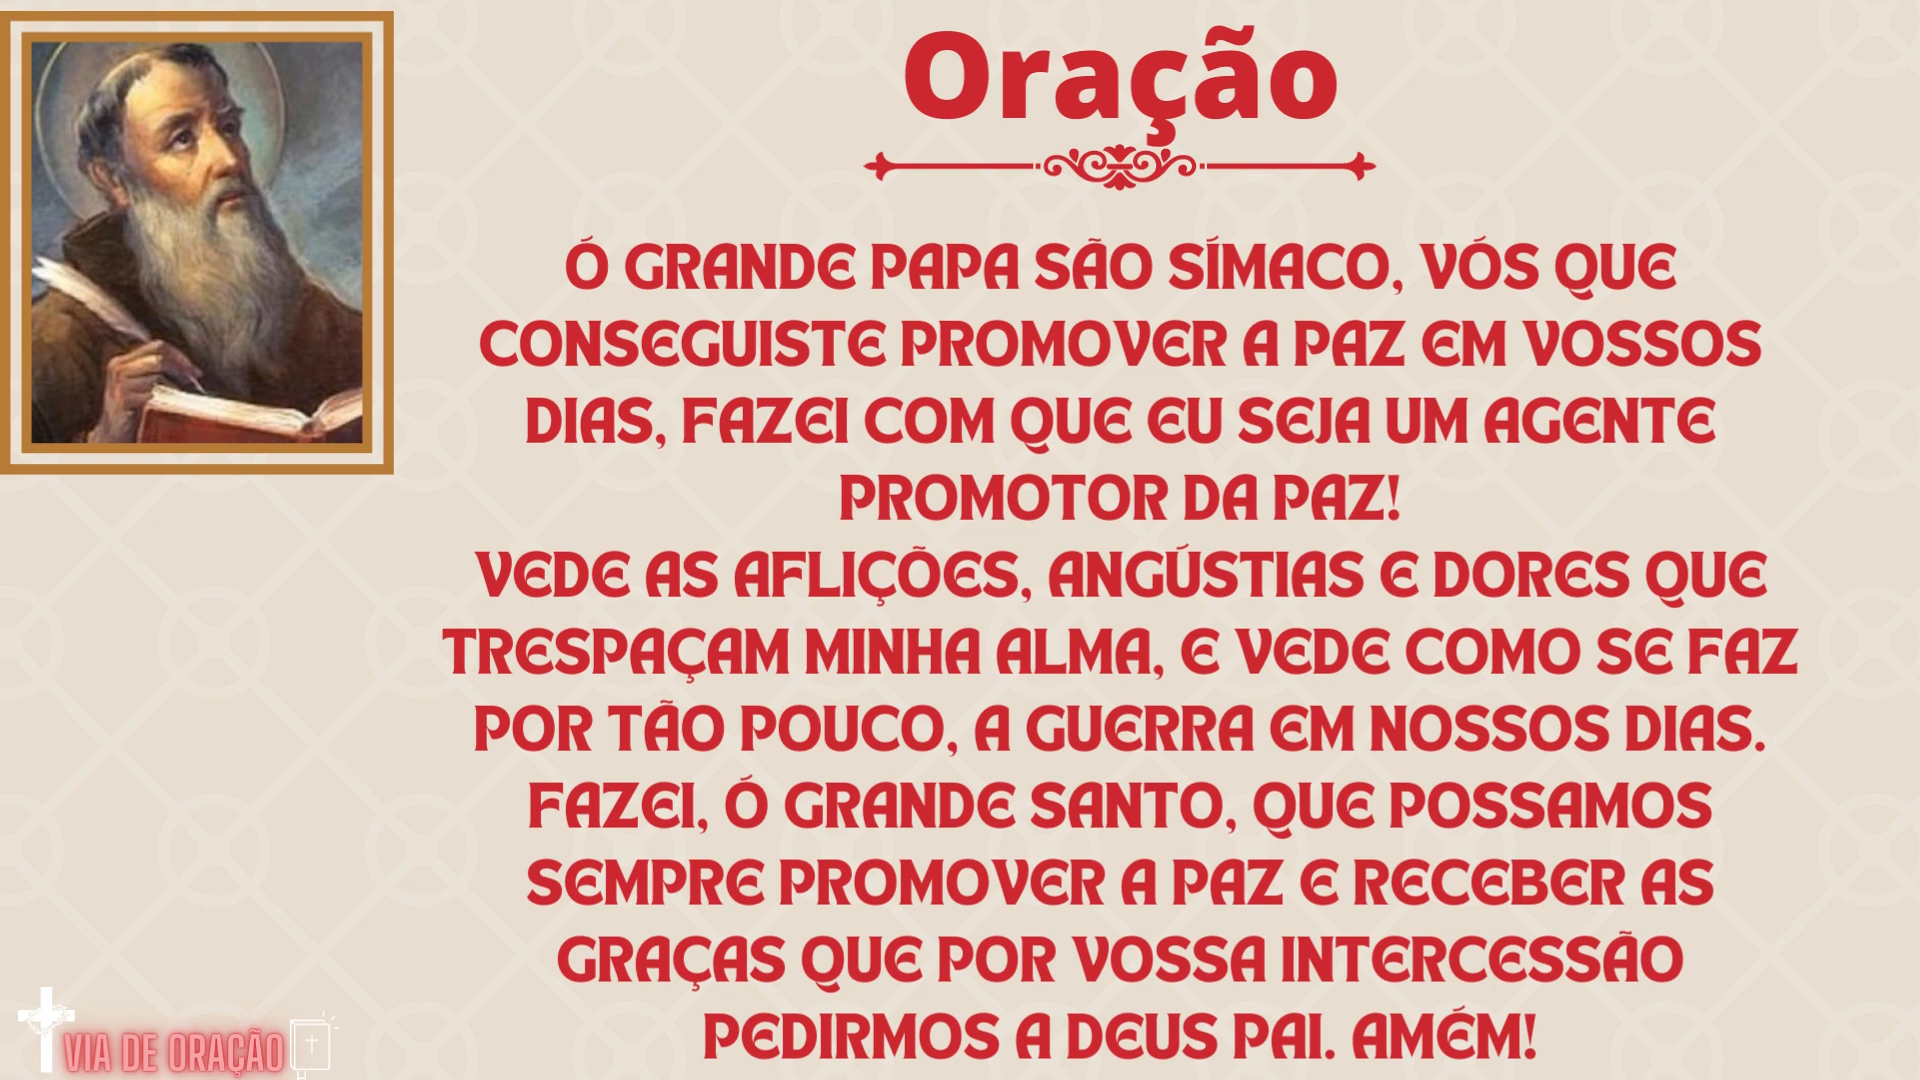 Oração
Ó GRANDE PAPA SÃO SÍMACO, VÓS QUE
CONSEGUISTE PROMOVER A PAZ EM VOSSOS
DIAS, FAZEI COM QUE EU SEJA UM AGENTE
PROMOTOR DA PAZ!
VEDE AS AFLIÇÕES, ANGÚSTIAS E DORES QUE
TRESPAÇAM MINHA ALMA, E VEDE COMO SE FAZ
POR TÃO POUCO, A GUERRA EM NOSSOS DIAS.
FAZEI, Ó GRANDE SANTO, QUE POSSAMOS
SEMPRE PROMOVER A PAZ E RECEBER AS
GRAÇAS QUE POR VOSSA INTERCESSÃO
PEDIRMOS A DEUS PAI. AMÉM!
VIA DE ORAÇÃO